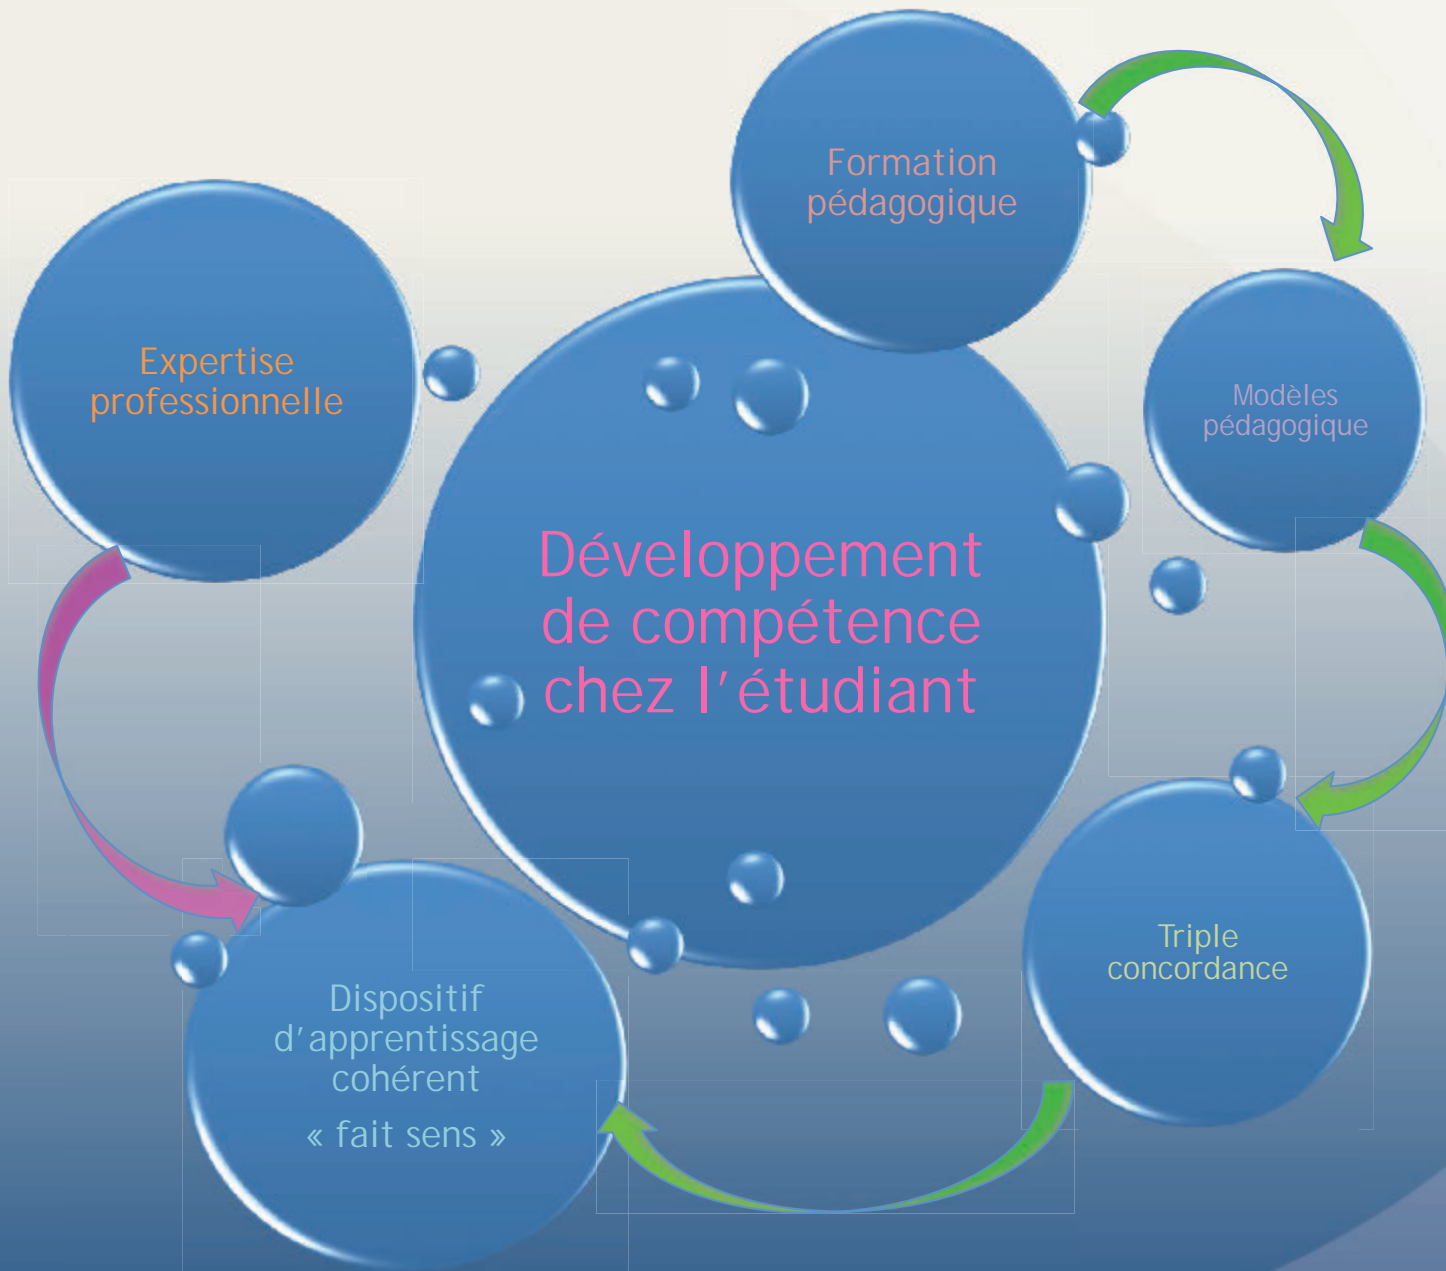 Formation
pédagogique
Expertise
professionnelle
Modèles
pédagogique
Développement
de compétence
chez l'étudiant
Triple
concordance
Dispositif
d'apprentissage
cohérent
« fait sens »